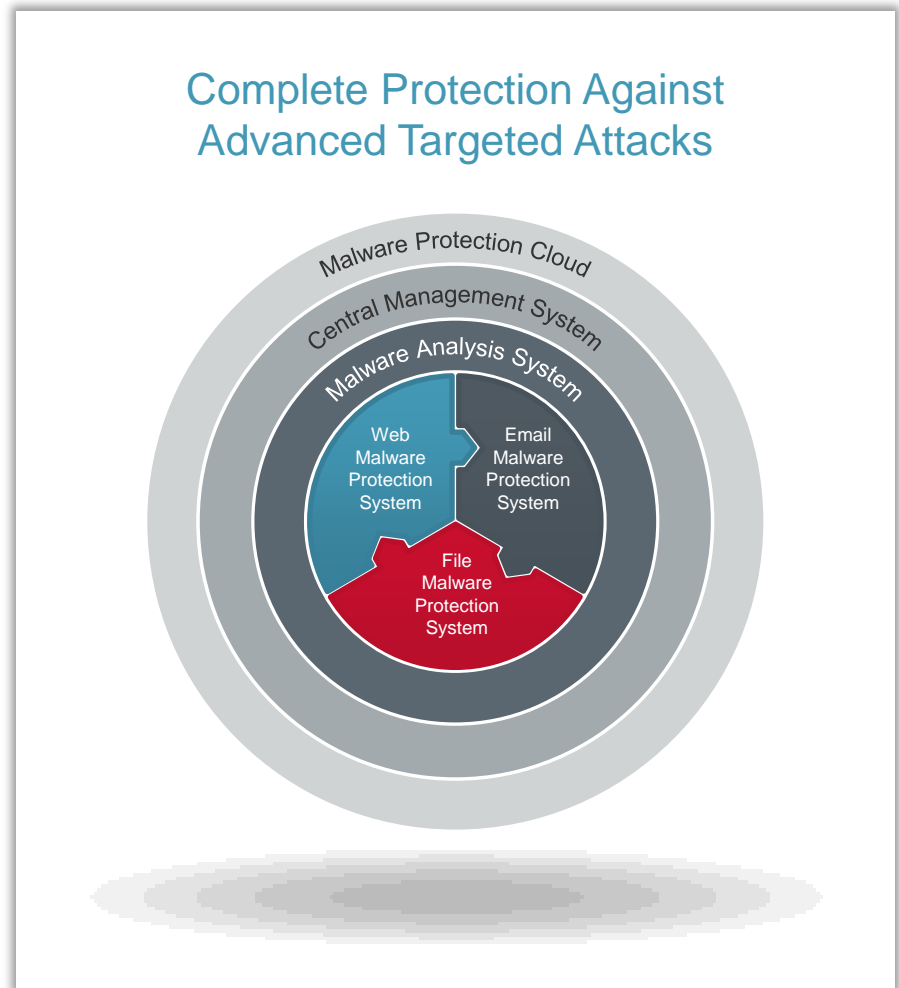 Complete Protection Against
Advanced Targeted Attacks
Malware Protection Cloud
Central Management System
Malware Analysis System
Web
Malware
Protection
System
Email
Malware
Protection
System
File
Malware
Protection
System